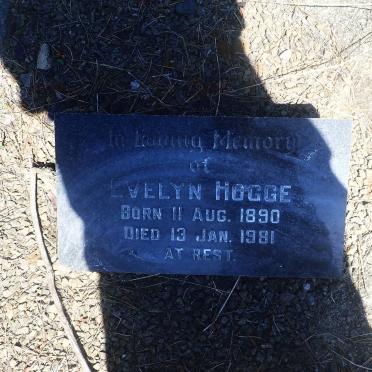 In Loving Memory
of
EVELYN HOGGE
BORN 11 AUG. 1890
DIED 13 JAN. 1981
AT REST.